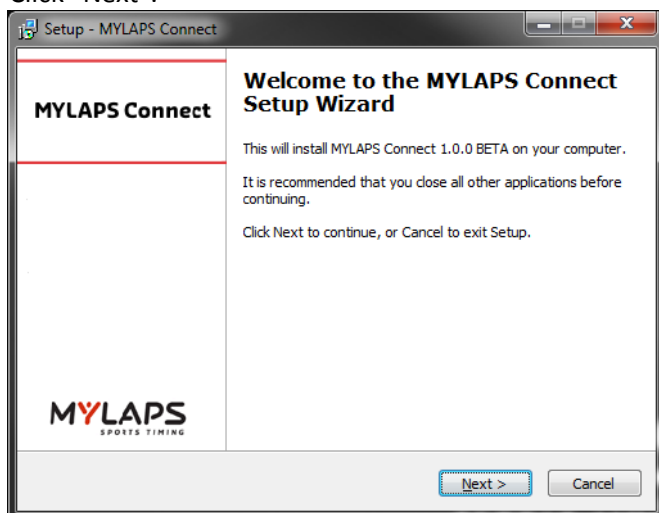 Click "Next".
Setup - MYLAPS Connect
MYLAPS Connect
Welcome to the MYLAPS Connect
Setup Wizard
This will install MYLAPS Connect 1.0.0 BETA on your computer.
It is recommended that you close all other applications before
continuing.
Click Next to continue, or Cancel to exit Setup.
MYLAPS
SPORTS TIMING
Next >
Cancel